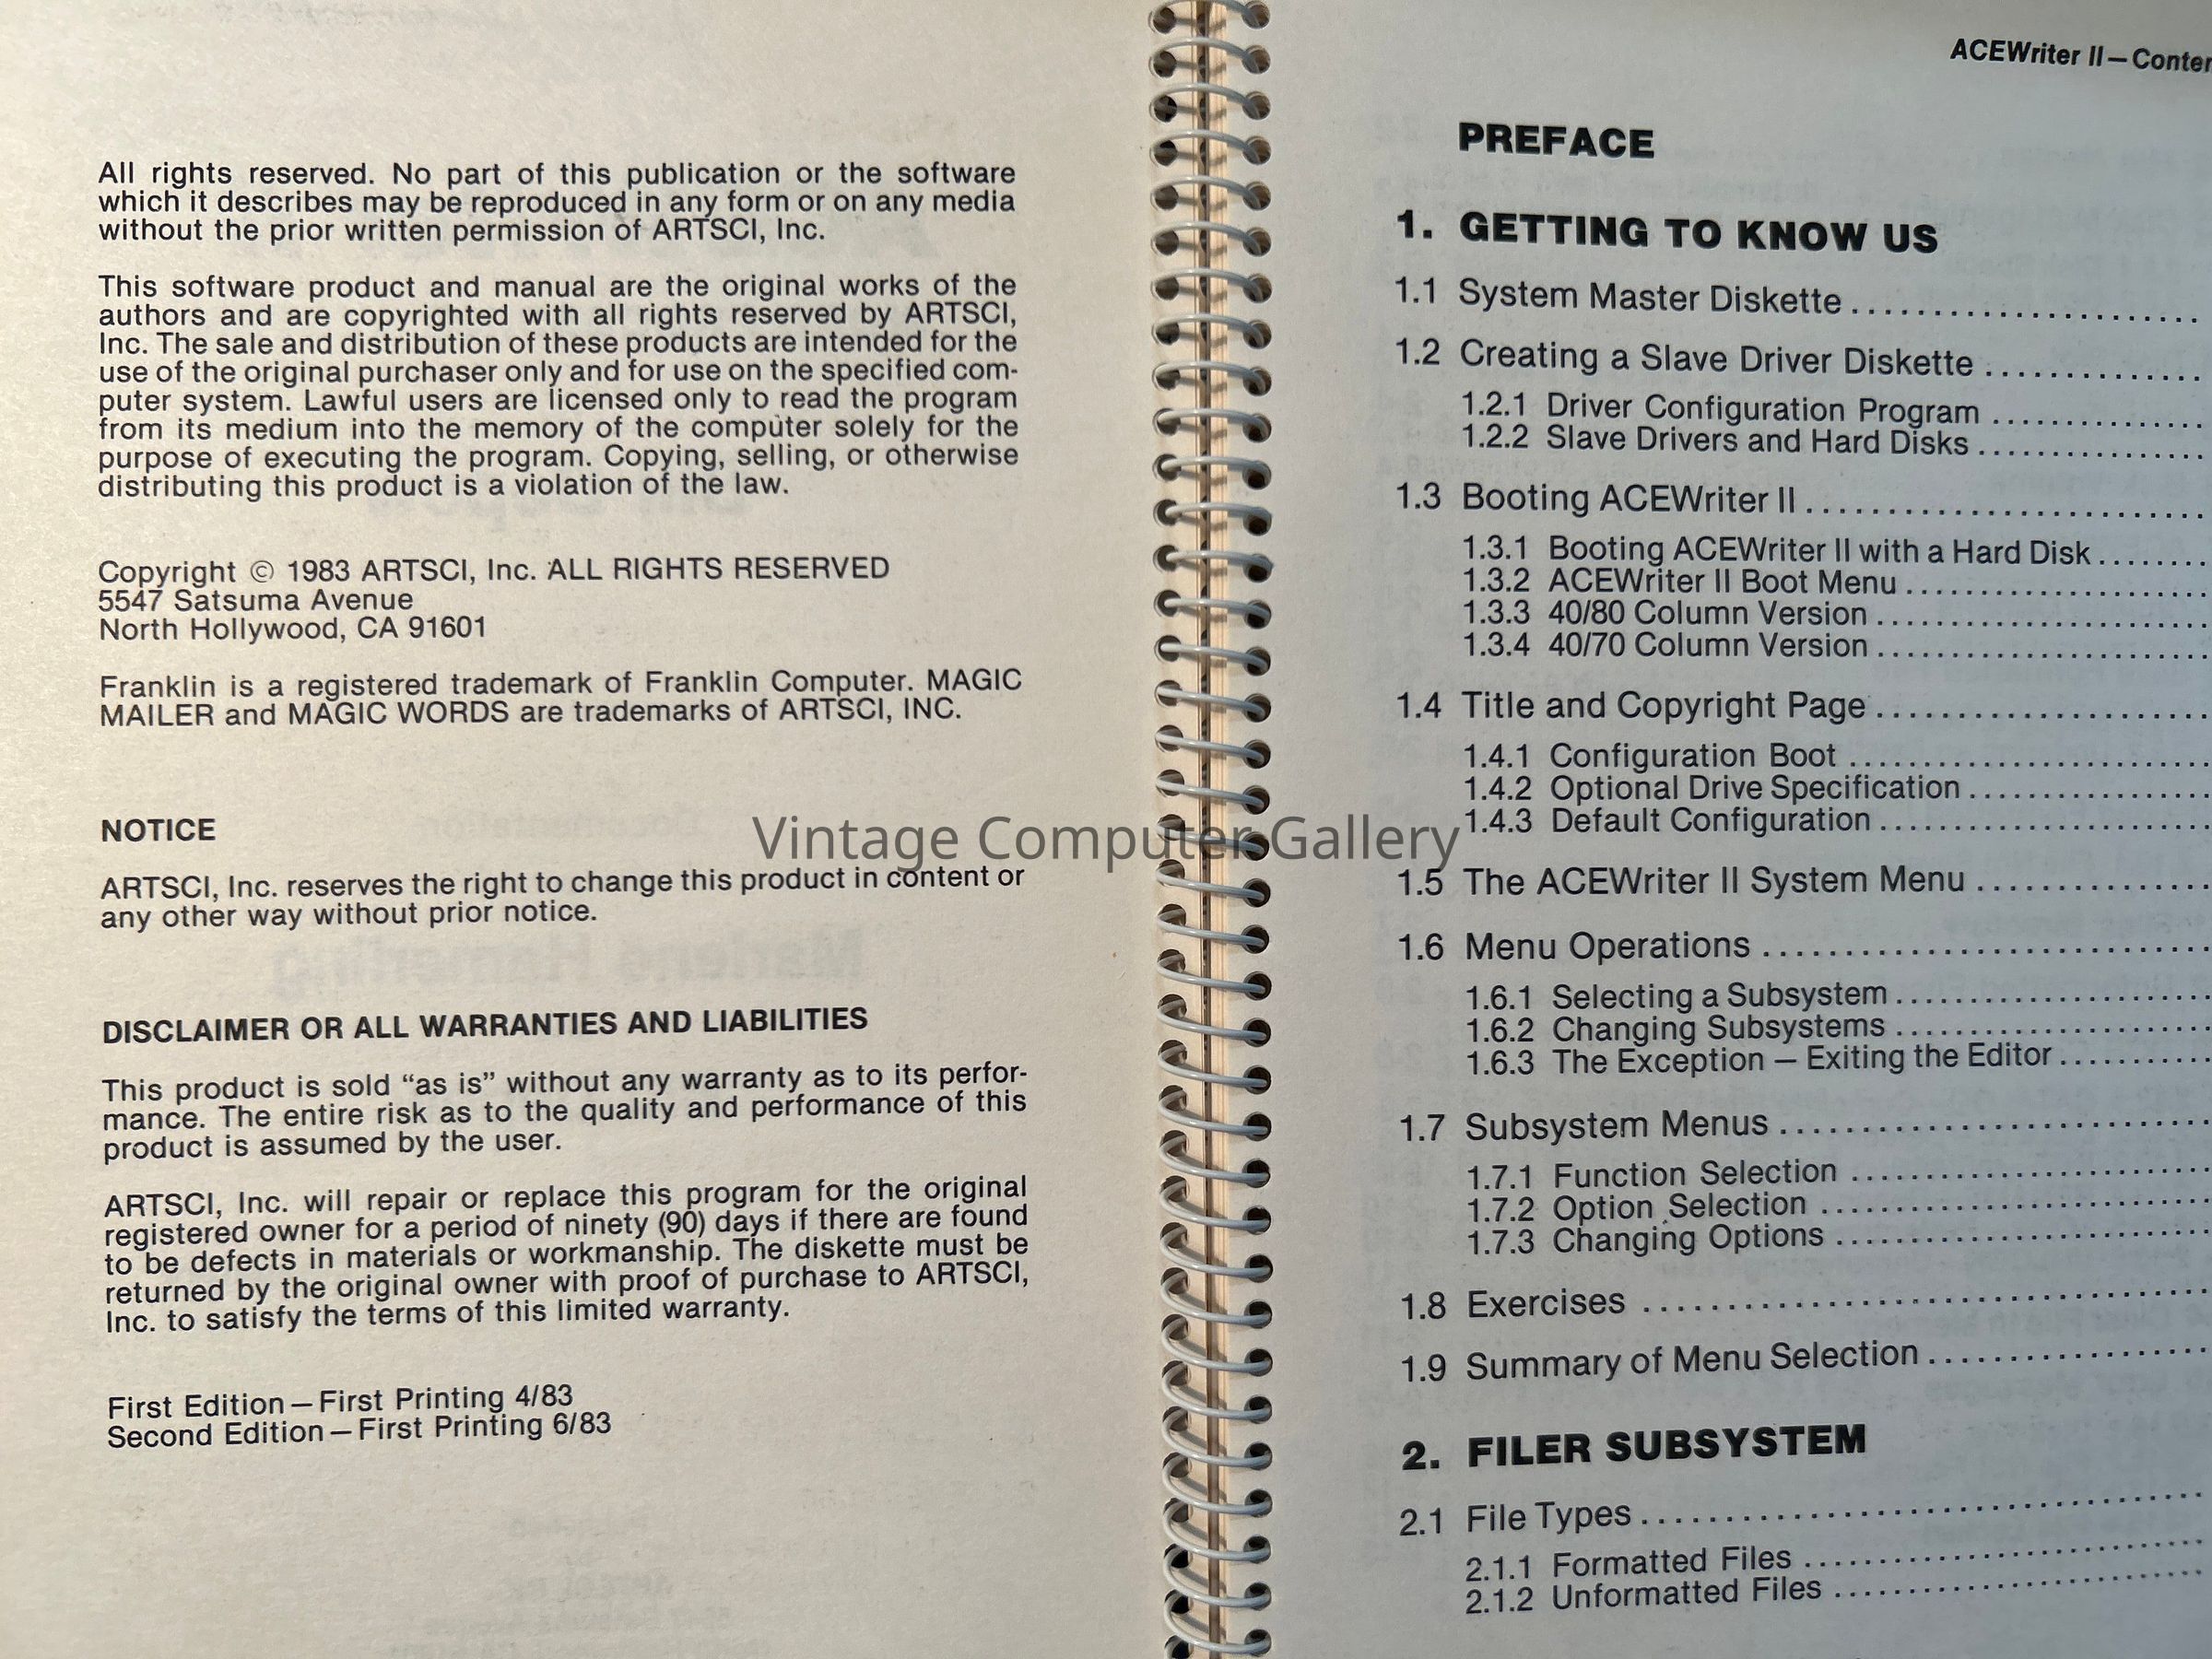 All rights reserved. No part of this publication or the software
which it describes may be reproduced in any form or on any media
without the prior written permission of ARTSCI, Inc.
This software product and manual are the original works of the
authors and are copyrighted with all rights reserved by ARTSCI,
Inc. The sale and distribution of these products are intended for the
use of the original purchaser only and for use on the specified com-
puter system. Lawful users are licensed only to read the program
from its medium into the memory of the computer solely for the
purpose of executing the program. Copying, selling, or otherwise
distributing this product is a violation of the law.
Copyright © 1983 ARTSCI, Inc. ALL RIGHTS RESERVED
5547 Satsuma Avenue
North Hollywood, CA 91601
Franklin is a registered trademark of Franklin Computer. MAGIC
MAILER and MAGIC WORDS are trademarks of ARTSCI, INC.
NOTICE
ARTSCI, Inc. reserves the right to change this product in content or
any other way without prior notice.
DISCLAIMER OR ALL WARRANTIES AND LIABILITIES
This product is sold “as is” without any warranty as to its perfor-
mance. The entire risk as to the quality and performance of this
product is assumed by the user.
ARTSCI, Inc. will repair or replace this program for the original
registered owner for a period of ninety (90) days if there are found
to be defects in materials or workmanship. The diskette must be
returned by the original owner with proof of purchase to ARTSCI,
Inc. to satisfy the terms of this limited warranty.
First Edition — First Printing 4/83
Second Edition — First Printing 6/83
Vintage Computer Gallery
ACEWriter II — Conten
PREFACE
1. GETTING TO KNOW US
1.1 System Master Diskette
1.2 Creating a Slave Driver Diskette
1.2.1 Driver Configuration Program
1.2.2 Slave Drivers and Hard Disks
1.3 Booting ACEWriter II
1.3.1 Booting ACEWriter II with a Hard Disk
1.3.2 ACEWriter II Boot Menu
1.3.3 40/80 Column Version
1.3.4 40/70 Column Version
1.4 Title and Copyright Page
1.4.1 Configuration Boot
1.4.2 Optional Drive Specification
1.4.3 Default Configuration
1.5 The ACEWriter II System Menu
1.6 Menu Operations
1.6.1 Selecting a Subsystem
1.6.2 Changing Subsystems
1.6.3 The Exception — Exiting the Editor
1.7 Subsystem Menus
1.7.1 Function Selection
1.7.2 Option Selection
1.7.3 Changing Options
1.8 Exercises
1.9 Summary of Menu Selection
2. FILER SUBSYSTEM
2.1 File Types
2.1.1 Formatted Files
2.1.2 Unformatted Files